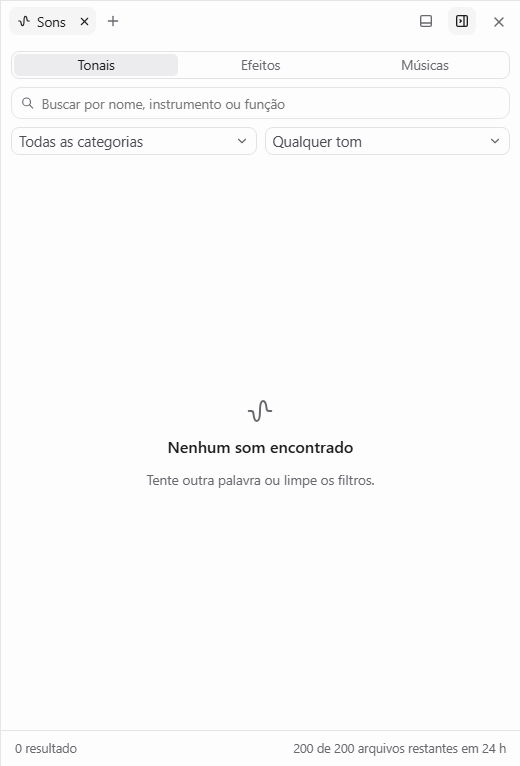 Sons
Tonais
Efeitos
Músicas
Buscar por nome, instrumento ou função
Todas as categorias
Qualquer tom
Nenhum som encontrado
Tente outra palavra ou limpe os filtros.
0 resultado
200 de 200 arquivos restantes em 24 h